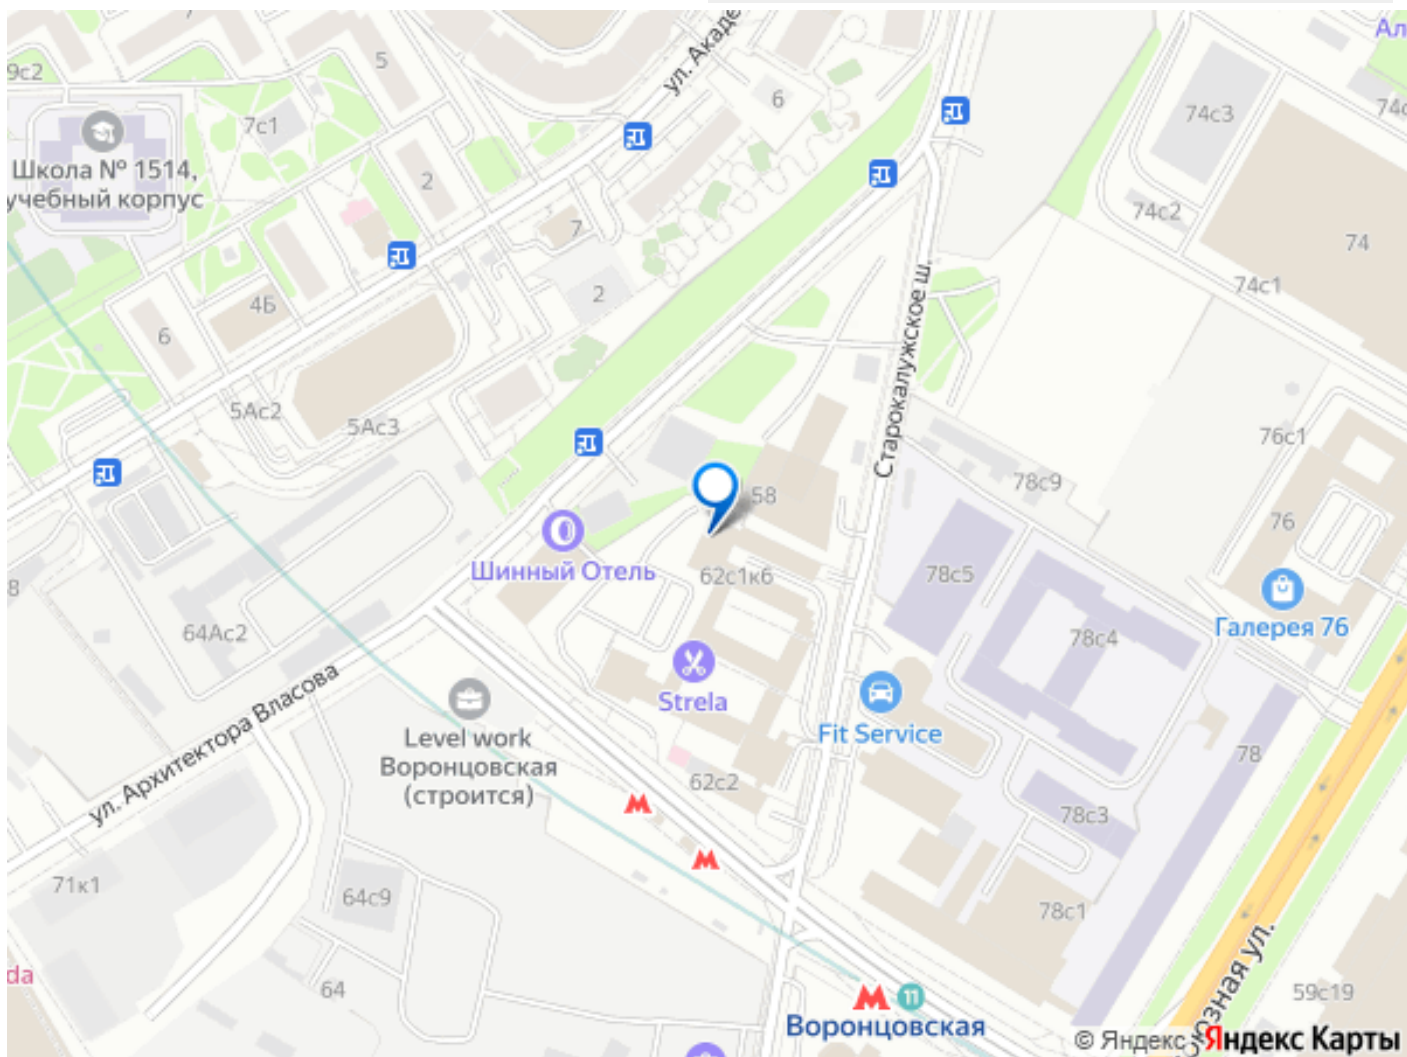 ул. Акаде
Ал
9с2
5
6
74с3
74с
7с1
Школа № 1514,
учебный корпус
2
74с2
7
74
74с1
2
4Б
6
Старокалужское ш.
5Ас2
5Ас3
76с1
78с9
58
76
Шинный Отель
62с1к6
78с5
8
64Ас2
Галерея 76
78с4
Strela
ул. Архитектора Власова
Level work
Воронцовская
(строится)
Fit Service
78
62с2
78с3
71к1
64с9
78с1
da
64
юзная ул.
59с19
11
Воронцовская
© Яндекс Яндекс Карты